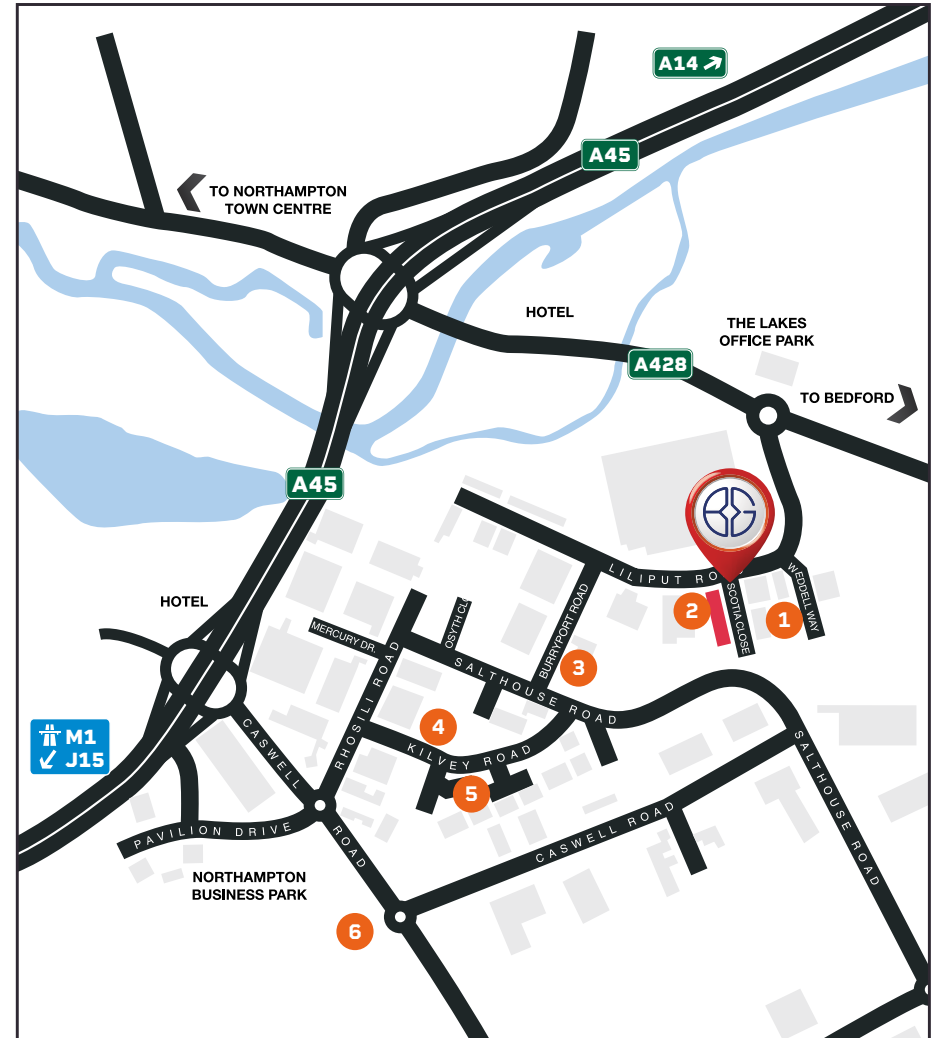 A14
A45
TO NORTHAMPTON
TOWN CENTRE
HOTEL
THE LAKES
OFFICE PARK
A428
TO BEDFORD
A45
LILIPUT RO
WEDDELL WAY
SCOTIA CLOSE
HOTEL
2
1
MERCURY DR.
OSYTH CL
BURRYPORT ROAD
3
SALTHOUSE ROAD
RHOSILI ROAD
4
KILVEY ROAD
M1
J15
CASWELL
5
SALTHOUSE ROAD
PAVILION DRIVE
ROAD
CASWELL ROAD
NORTHAMPTON
BUSINESS PARK
6